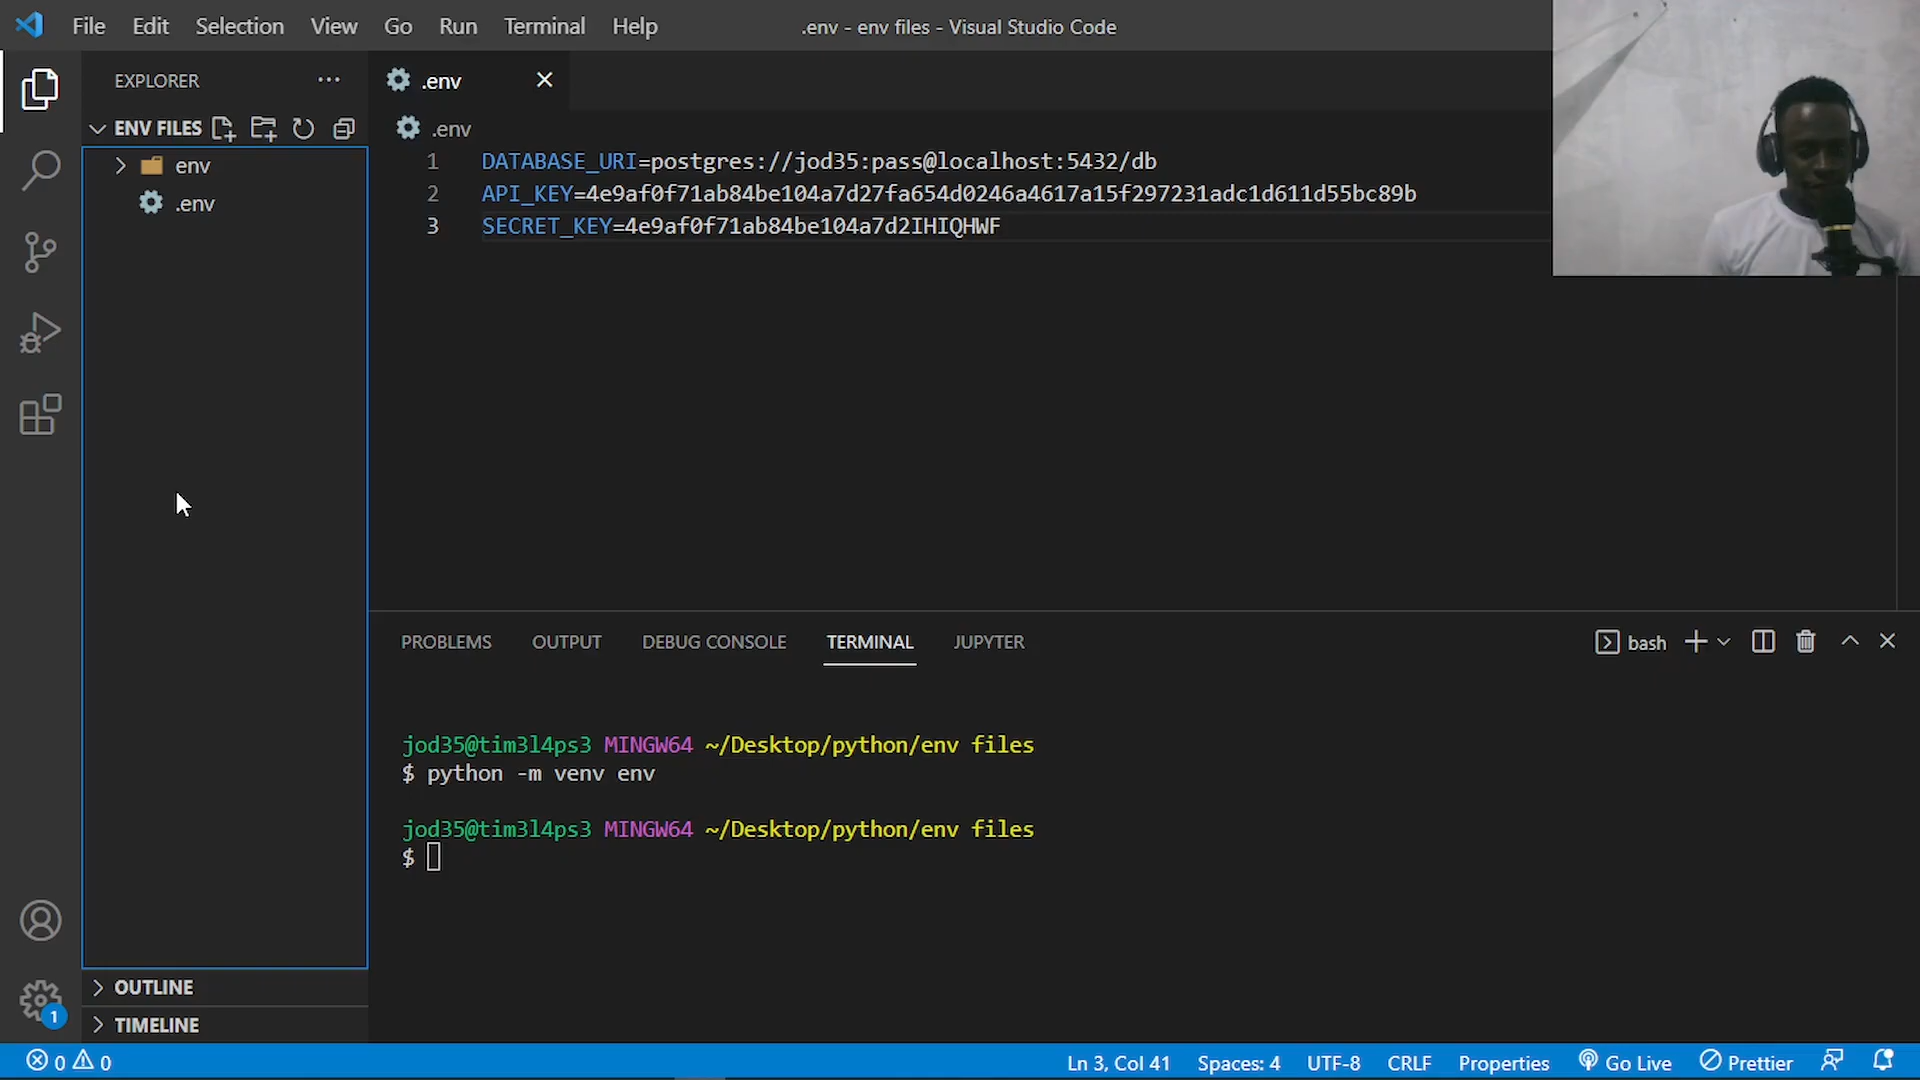 File Edit Selection View Go Run Terminal Help
.env - env files - Visual Studio Code
EXPLORER
ENV FILES
env
.env
.env
.env
1 DATABASE_URI=postgres://jod35:pass@localhost:5432/db
2 API_KEY=4e9af0f71ab84be104a7d27fa654d0246a4617a15f297231adc1d611d55bc89b
3 SECRET_KEY=4e9af0f71ab84be104a7d2IHIQHWF
PROBLEMS OUTPUT DEBUG CONSOLE TERMINAL JUPYTER
bash
jod35@tim3l4ps3 MINGW64 ~/Desktop/python/env files
$ python -m venv env
jod35@tim3l4ps3 MINGW64 ~/Desktop/python/env files
$
OUTLINE
TIMELINE
1
0 0
Ln 3, Col 41 Spaces: 4 UTF-8 CRLF Properties Go Live Prettier